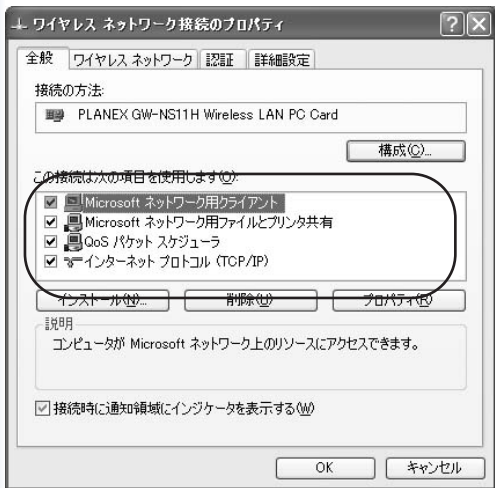 ワイヤレス ネットワーク接続のプロパティ
全般 ワイヤレス ネットワーク 認証 詳細設定
接続の方法:
PLANEX GW-NS11H Wireless LAN PC Card
構成(C)...
この接続は次の項目を使用します(O):
Microsoft ネットワーク用クライアント
Microsoft ネットワーク用ファイルとプリンタ共有
QoS パケット スケジューラ
インターネット プロトコル (TCP/IP)
インストール(N)... 削除(U) プロパティ(R)
説明
コンピュータが Microsoft ネットワーク上のリソースにアクセスできます。
接続時に通知領域にインジケータを表示する(W)
OK キャンセル